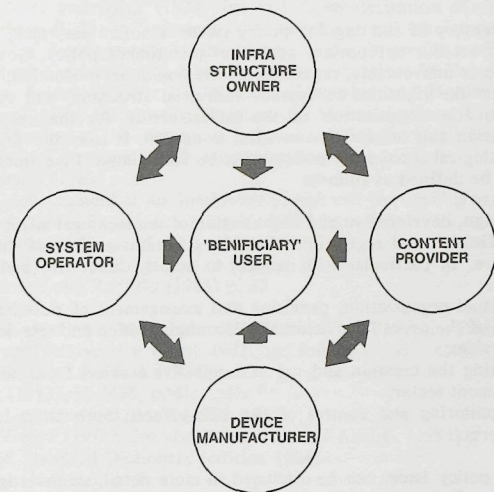 INFRA
STRUCTURE
OWNER
SYSTEM
OPERATOR
'BENIFICIARY'
USER
CONTENT
PROVIDER
DEVICE
MANUFACTURER